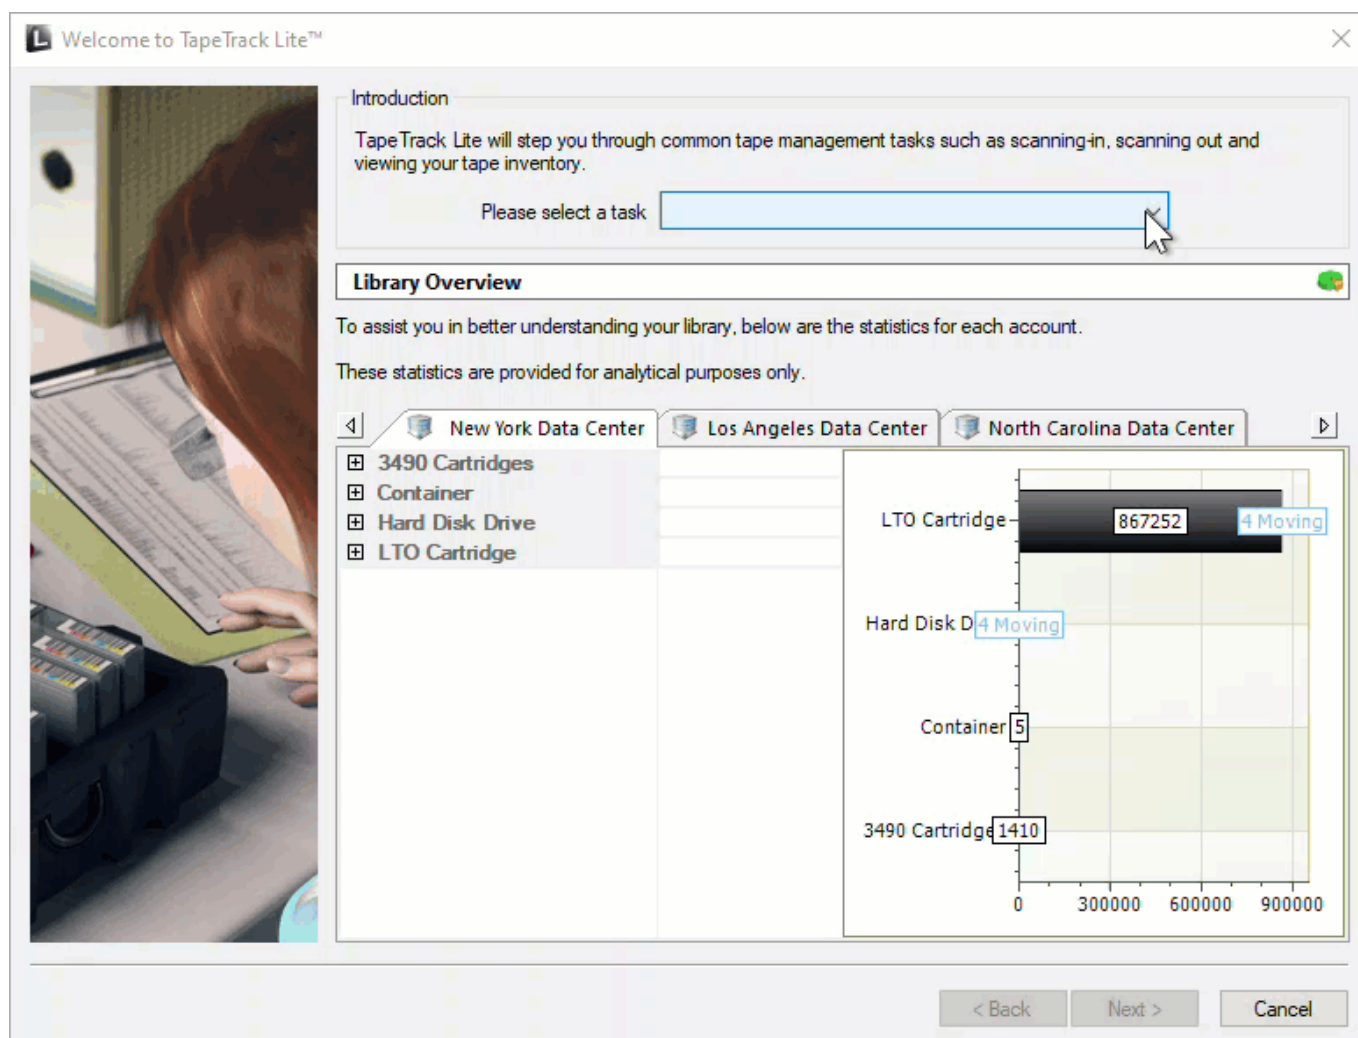 Welcome to TapeTrack Lite™
Introduction
TapeTrack Lite will step you through common tape management tasks such as scanning-in, scanning out and
viewing your tape inventory.
Please select a task
Library Overview
To assist you in better understanding your library, below are the statistics for each account.
These statistics are provided for analytical purposes only.
New York Data Center
Los Angeles Data Center
North Carolina Data Center
3490 Cartridges
Container
Hard Disk Drive
LTO Cartridge
LTO Cartridge
867252
4 Moving
Hard Disk D
4 Moving
Container
5
3490 Cartridge
1410
0 300000 600000 900000
< Back
Next >
Cancel